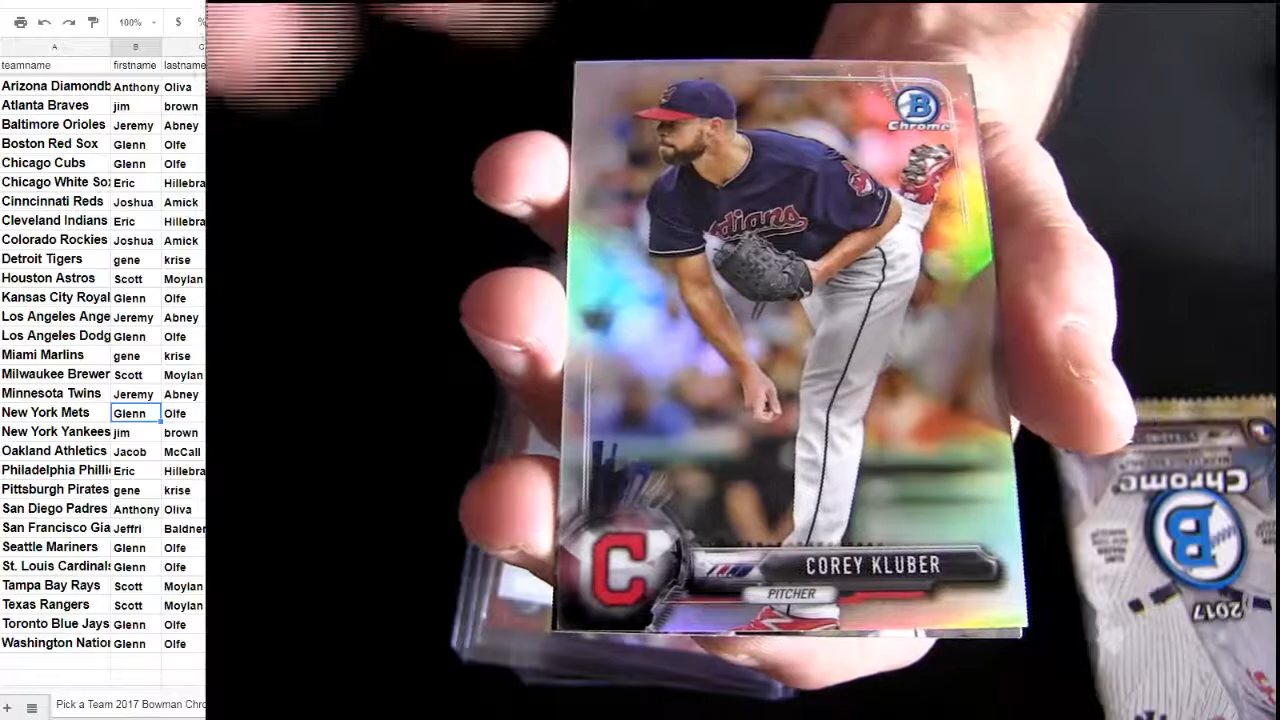 100% $ %
A B C
teamname firstname lastname
Arizona Diamondb Anthony Oliva
Atlanta Braves jim brown
Baltimore Orioles Jeremy Abney
Boston Red Sox Glenn Olfe
Chicago Cubs Glenn Olfe
Chicago White Sox Eric Hillebra
Cinncinnati Reds Joshua Amick
Cleveland Indians Eric Hillebra
Colorado Rockies Joshua Amick
Detroit Tigers gene krise
Houston Astros Scott Moylan
Kansas City Royal Glenn Olfe
Los Angeles Ange Jeremy Abney
Los Angeles Dodg Glenn Olfe
Miami Marlins gene krise
Milwaukee Brewer Scott Moylan
Minnesota Twins Jeremy Abney
New York Mets Glenn Olfe
New York Yankees jim brown
Oakland Athletics Jacob McCall
Philadelphia Phillie Eric Hillebra
Pittsburgh Pirates gene krise
San Diego Padres Anthony Oliva
San Francisco Gia Jeffri Baldner
Seattle Mariners Glenn Olfe
St. Louis Cardinals Glenn Olfe
Tampa Bay Rays Scott Moylan
Texas Rangers Scott Moylan
Toronto Blue Jays Glenn Olfe
Washington Nation Glenn Olfe
Pick a Team 2017 Bowman Chro
B
Chrome
Indians
C
COREY KLUBER
PITCHER
Chrome
B
2017